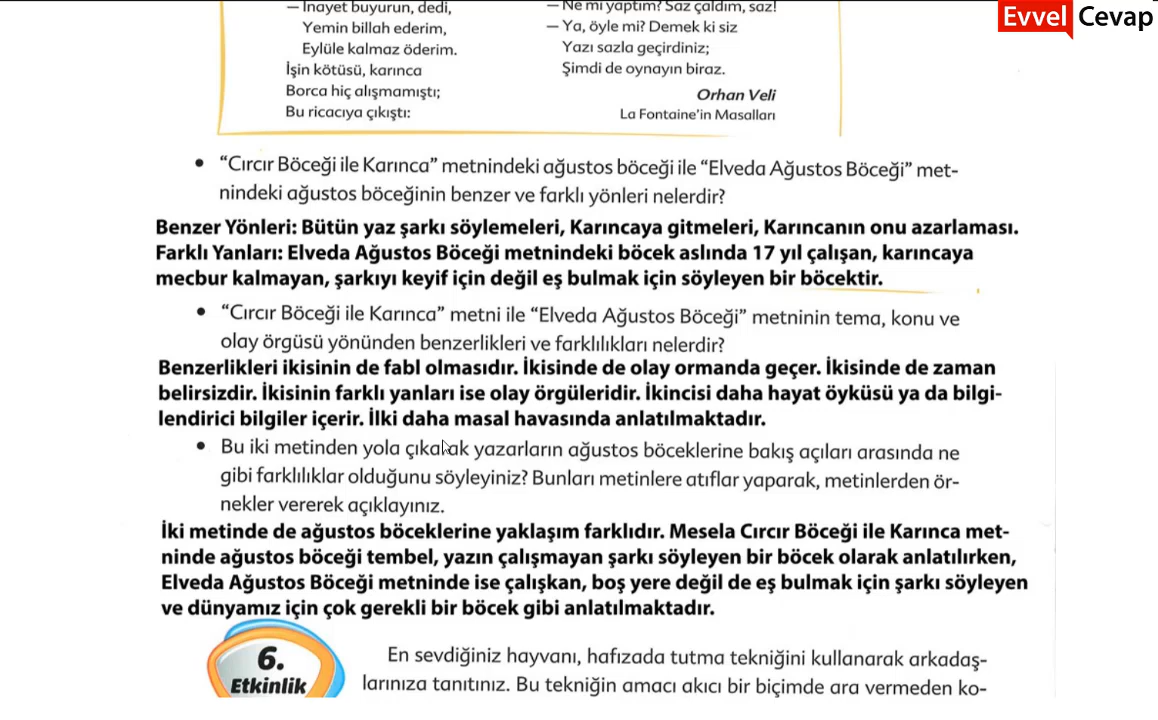 Evvel Cevap
— İnayet buyurun, dedi,
Yemin billah ederim,
Eylüle kalmaz öderim.
İşin kötüsü, karınca
Borca hiç alışmamıştı;
Bu ricacıya çıkıştı:
— Ne mi yaptım? Saz çaldım, saz!
— Ya, öyle mi? Demek ki siz
Yazı sazla geçirdiniz;
Şimdi de oynayın biraz.
Orhan Veli
La Fontaine’in Masalları
• “Cırcır Böceği ile Karınca” metnindeki ağustos böceği ile “Elveda Ağustos Böceği” met-
nindeki ağustos böceğinin benzer ve farklı yönleri nelerdir?
Benzer Yönleri: Bütün yaz şarkı söylemeleri, Karıncaya gitmeleri, Karıncanın onu azarlaması.
Farklı Yanları: Elveda Ağustos Böceği metnindeki böcek aslında 17 yıl çalışan, karıncaya
mecbur kalmayan, şarkıyı keyif için değil eş bulmak için söyleyen bir böcektir.
• “Cırcır Böceği ile Karınca” metni ile “Elveda Ağustos Böceği” metninin tema, konu ve
olay örgüsü yönünden benzerlikleri ve farklılıkları nelerdir?
Benzerlikleri ikisinin de fabl olmasıdır. İkisinde de olay ormanda geçer. İkisinde de zaman
belirsizdir. İkisinin farklı yanları ise olay örgüleridir. İkincisi daha hayat öyküsü ya da bilgi-
lendirici bilgiler içerir. İlki daha masal havasında anlatılmaktadır.
• Bu iki metinden yola çıkarak yazarların ağustos böceklerine bakış açıları arasında ne
gibi farklılıklar olduğunu söyleyiniz? Bunları metinlere atıflar yaparak, metinlerden ör-
nekler vererek açıklayınız.
İki metinde de ağustos böceklerine yaklaşım farklıdır. Mesela Cırcır Böceği ile Karınca met-
ninde ağustos böceği tembel, yazın çalışmayan şarkı söyleyen bir böcek olarak anlatılırken,
Elveda Ağustos Böceği metninde ise çalışkan, boş yere değil de eş bulmak için şarkı söyleyen
ve dünyamız için çok gerekli bir böcek gibi anlatılmaktadır.
6.
Etkinlik
En sevdiğiniz hayvanı, hafızada tutma tekniğini kullanarak arkadaş-
larınıza tanıtınız. Bu tekniğin amacı akıcı bir biçimde ara vermeden ko-